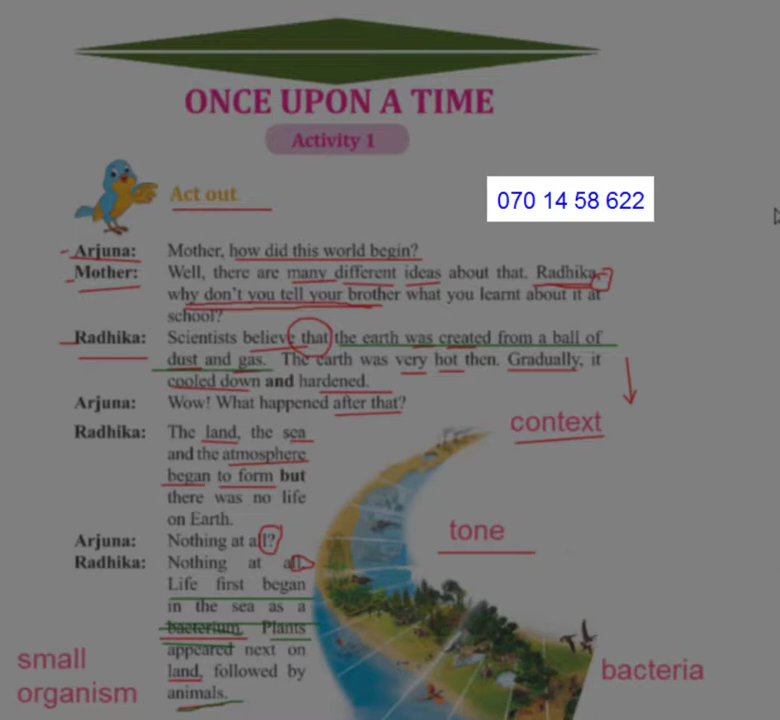 ONCE UPON A TIME
Activity 1
Act out
070 14 58 622
Arjuna: Mother, how did this world begin?
Mother: Well, there are many different ideas about that. Radhika,
why don't you tell your brother what you learnt about it at
school?
Radhika: Scientists believe that the earth was created from a ball of
dust and gas. The earth was very hot then. Gradually, it
cooled down and hardened.
Arjuna: Wow! What happened after that?
context
Radhika: The land, the sea
and the atmosphere
began to form but
there was no life
on Earth.
tone
Arjuna: Nothing at all?
Radhika: Nothing at all.
Life first began
in the sea as a
bacterium. Plants
appeared next on
land, followed by
animals.
small
organism
bacteria